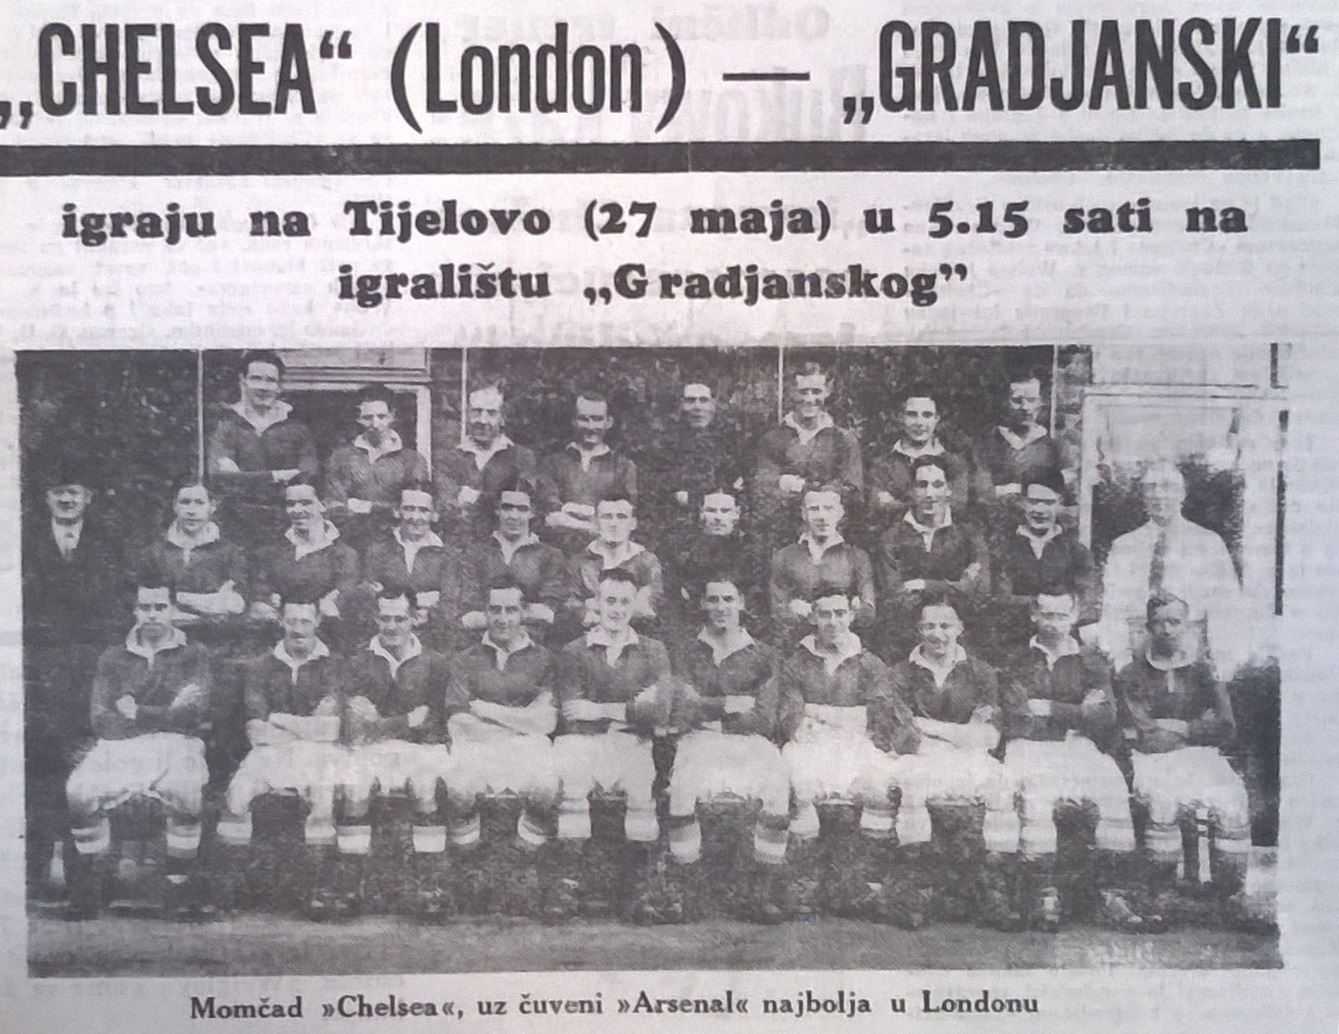 „CHELSEA“ (London) — „GRADJANSKI“
igraju na Tijelovo (27 maja) u 5.15 sati na
igralištu „Gradjanskog”
Momčad »Chelsea«, uz čuveni »Arsenal« najbolja u Londonu